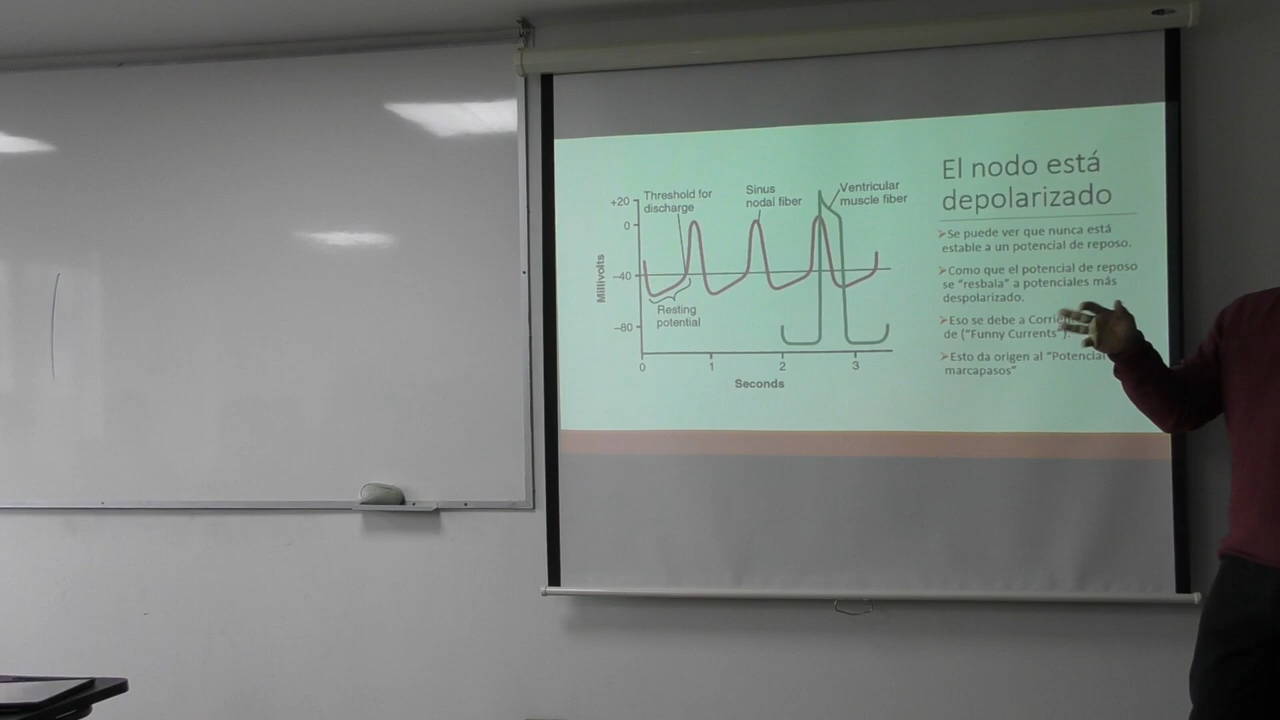 El nodo está
depolarizado
Se puede ver que nunca está
estable a un potencial de reposo.
Como que el potencial de reposo
se "resbala" a potenciales más
despolarizado.
Eso se debe a
de ("Funny Currents").
Esto da origen al "Potencial
marcapasos"
Threshold for
discharge
Sinus
nodal fiber
Ventricular
muscle fiber
+20
0
−40
−80
Millivolts
Resting
potential
0 1 2 3
Seconds